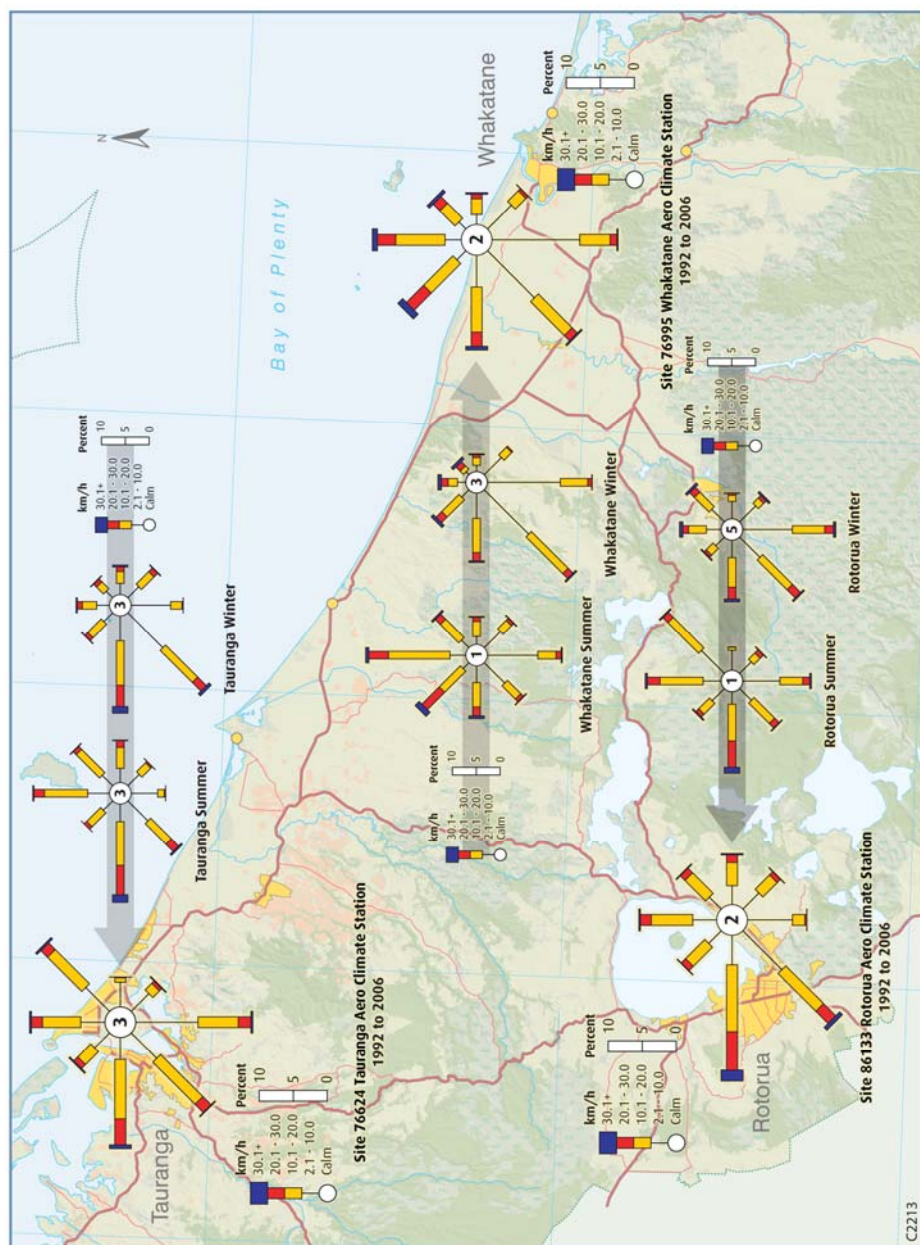 N
Bay of Plenty
Whakatane
Tauranga
Rotorua
km/h
30.1+
20.1 - 30.0
10.1 - 20.0
2.1 - 10.0
Calm
Percent
10
5
0
3
Tauranga Summer
3
Tauranga Winter
3
km/h
30.1+
20.1 - 30.0
10.1 - 20.0
2.1 - 10.0
Calm
Percent
10
5
0
Site 76624 Tauranga Aero Climate Station
1992 to 2006
km/h
30.1+
20.1 - 30.0
10.1 - 20.0
2.1 - 10.0
Calm
Percent
10
5
0
1
Whakatane Summer
3
Whakatane Winter
2
km/h
30.1+
20.1 - 30.0
10.1 - 20.0
2.1 - 10.0
Calm
Percent
10
5
0
Site 76995 Whakatane Aero Climate Station
1992 to 2006
km/h
30.1+
20.1 - 30.0
10.1 - 20.0
2.1 - 10.0
Calm
Percent
10
5
0
2
1
Rotorua Summer
5
Rotorua Winter
km/h
30.1+
20.1 - 30.0
10.1 - 20.0
2.1 - 10.0
Calm
Percent
10
5
0
Site 86133 Rotorua Aero Climate Station
1992 to 2006
C2213